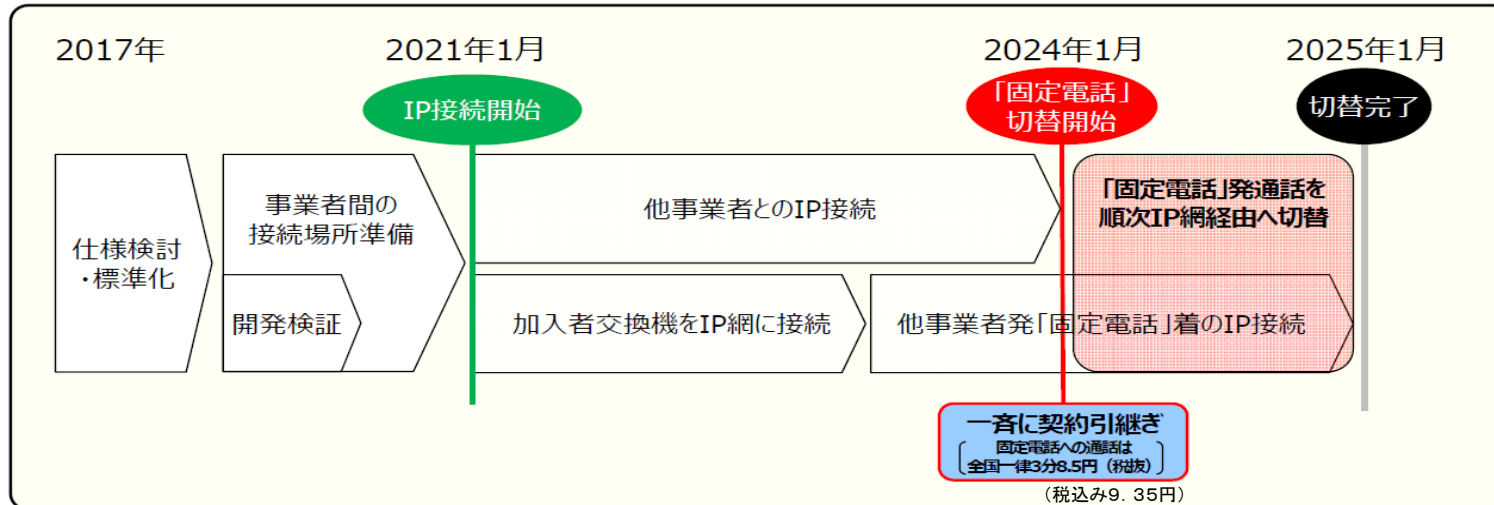 2017年
2021年1月
2024年1月
2025年1月
IP接続開始
「固定電話」
切替開始
切替完了
仕様検討
・標準化
事業者間の
接続場所準備
開発検証
他事業者とのIP接続
加入者交換機をIP網に接続
「固定電話」発通話を
順次IP網経由へ切替
他事業者発「固定電話」着のIP接続
一斉に契約引継ぎ
固定電話への通話は
全国一律3分8.5円（税抜）
（税込み9．35円）